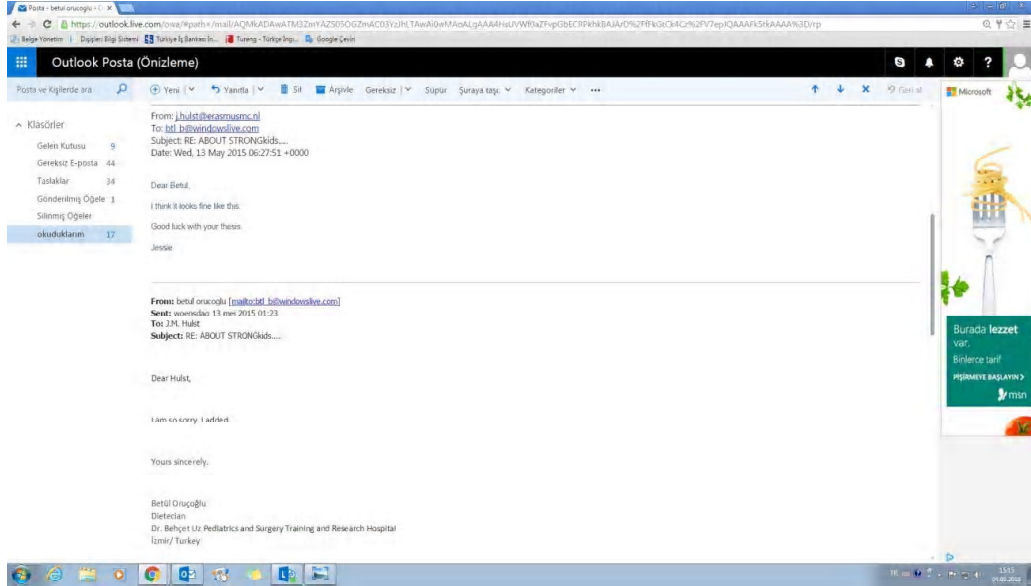 Posta - betul orucoglu - O
https://outlook.live.com/owa/#path=/mail/
Belge Yönetim
Dışişleri Bilgi Sistemi
Türkiye İş Bankası İn...
Tureng - Türkçe İngi...
Google Çeviri
Outlook Posta (Önizleme)
Posta ve Kişilerde ara
Yeni
Yanıtla
Sil
Arşivle
Gereksiz
Süpür
Şuraya taşı:
Kategoriler
Geri al
Klasörler
Gelen Kutusu 9
Gereksiz E-posta 44
Taslaklar 34
Gönderilmiş Öğele 1
Silinmiş Öğeler
okuduklarım 17
From: j.hulst@erasmusmc.nl
To: btl_b@windowslive.com
Subject: RE: ABOUT STRONGkids.....
Date: Wed, 13 May 2015 06:27:51 +0000
Dear Betul,
I think it looks fine like this.
Good luck with your thesis.
Jessie
From: betul orucoglu [mailto:btl_b@windowslive.com]
Sent: woensdag 13 mei 2015 01:23
To: J.M. Hulst
Subject: RE: ABOUT STRONGkids.....
Dear Hulst,
I am so sorry. I added.
Yours sincerely.
Betül Oruçoğlu
Dietecian
Dr. Behçet Uz Pediatrics and Surgery Training and Research Hospital
İzmir/ Turkey
Microsoft
Burada lezzet
var.
Binlerce tarif
PİŞİRMEYE BAŞLAYIN >
msn
TR
15:15